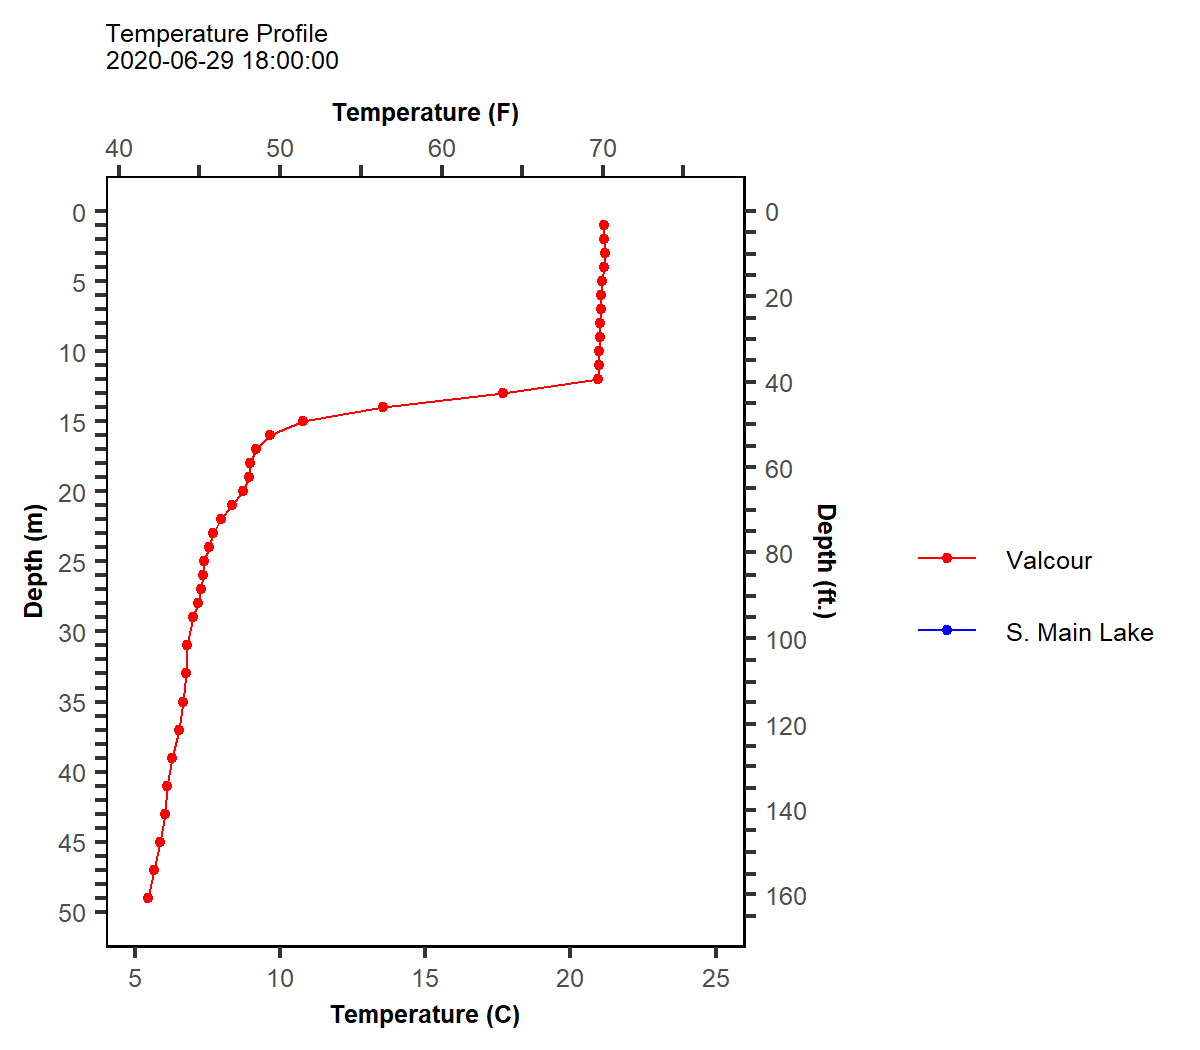 Temperature Profile
2020-06-29 18:00:00
Temperature (F)
40 50 60 70
0
5
10
15
20
25
30
35
40
45
50
Depth (m)
0
20
40
60
80
100
120
140
160
Depth (ft.)
5 10 15 20 25
Temperature (C)
Valcour
S. Main Lake